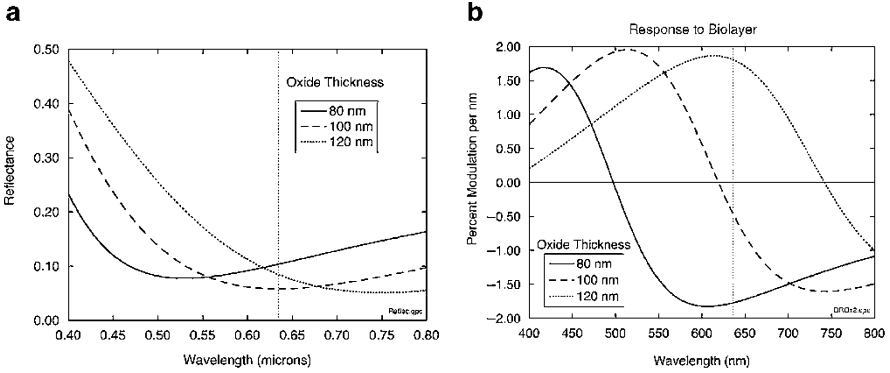 a
0.50
0.40
0.30
0.20
0.10
0.00
Reflectance
Oxide Thickness
80 nm
100 nm
120 nm
0.40 0.45 0.50 0.55 0.60 0.65 0.70 0.75 0.80
Wavelength (microns)
b
Response to Biolayer
2.00
1.50
1.00
0.50
0.00
−0.50
−1.00
−1.50
−2.00
Percent Modulation per nm
Oxide Thickness
80 nm
100 nm
120 nm
400 450 500 550 600 650 700 750 800
Wavelength (nm)